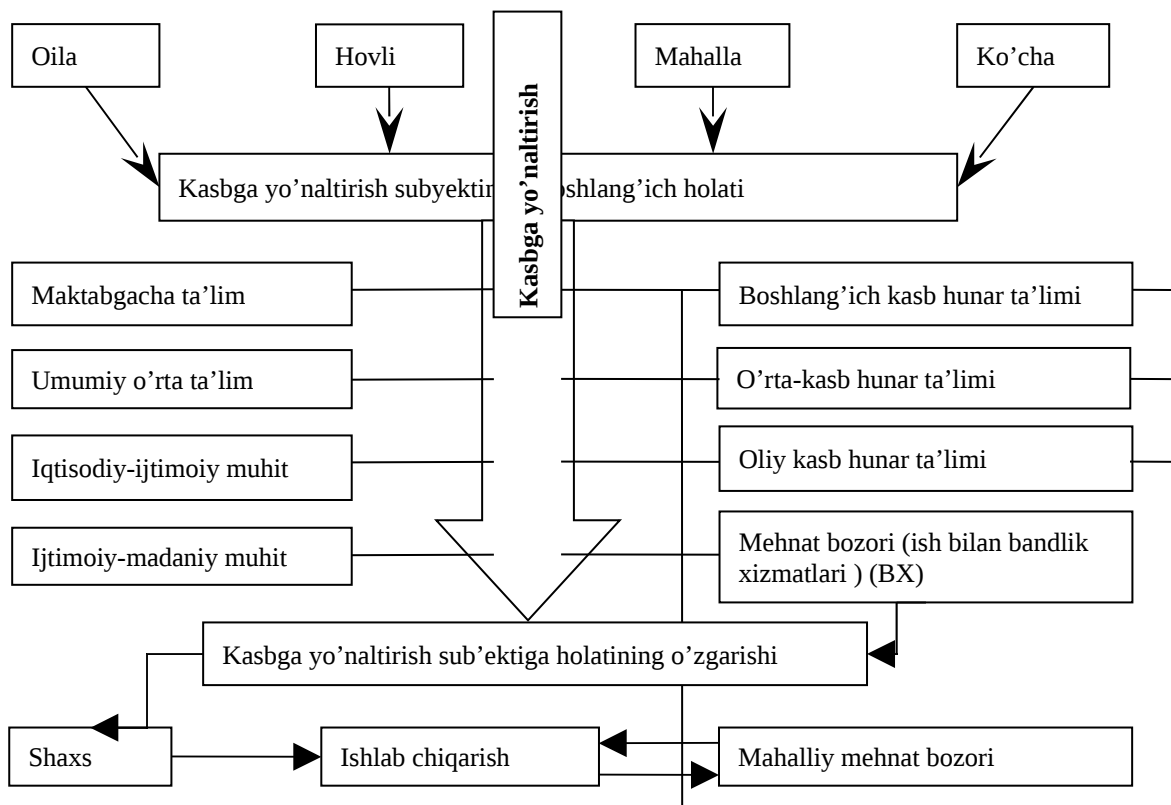 Oila
Hovli
Mahalla
Ko’cha
Kasbga yo’naltirish
Kasbga yo’naltirish subyektin oshlang’ich holati
Maktabgacha ta’lim
Boshlang’ich kasb hunar ta’limi
Umumiy o’rta ta’lim
O’rta-kasb hunar ta’limi
Iqtisodiy-ijtimoiy muhit
Oliy kasb hunar ta’limi
Ijtimoiy-madaniy muhit
Mehnat bozori (ish bilan bandlik
xizmatlari ) (BX)
Kasbga yo’naltirish sub’ektiga holatining o’zgarishi
Shaxs
Ishlab chiqarish
Mahalliy mehnat bozori